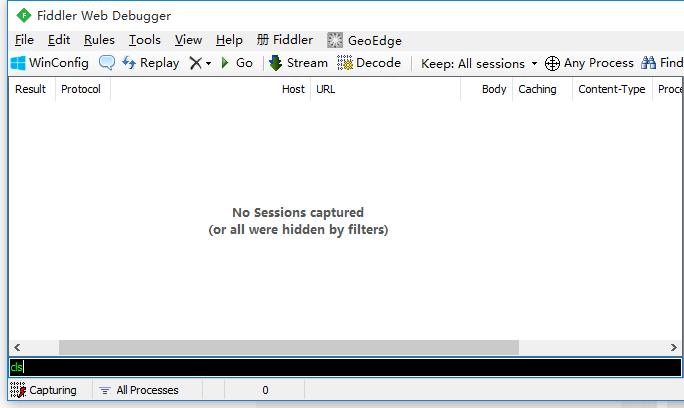 Fiddler Web Debugger
File Edit Rules Tools View Help 册 Fiddler GeoEdge
WinConfig Replay Go Stream Decode Keep: All sessions Any Process Find
Result Protocol Host URL Body Caching Content-Type Proce
No Sessions captured
(or all were hidden by filters)
cls
Capturing All Processes 0